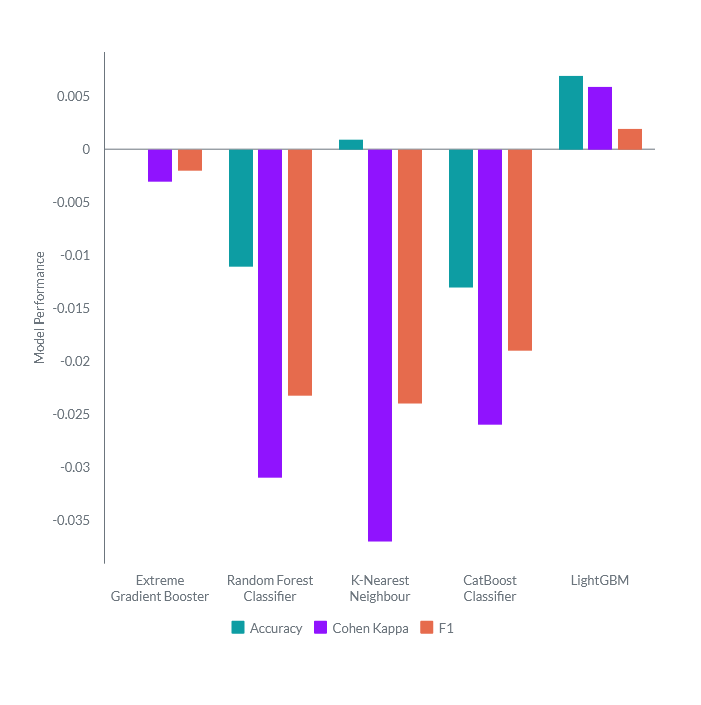 0.005
0
-0.005
-0.01
-0.015
-0.02
-0.025
-0.03
-0.035
Model Performance
Extreme
Gradient Booster
Random Forest
Classifier
K-Nearest
Neighbour
CatBoost
Classifier
LightGBM
Accuracy
Cohen Kappa
F1